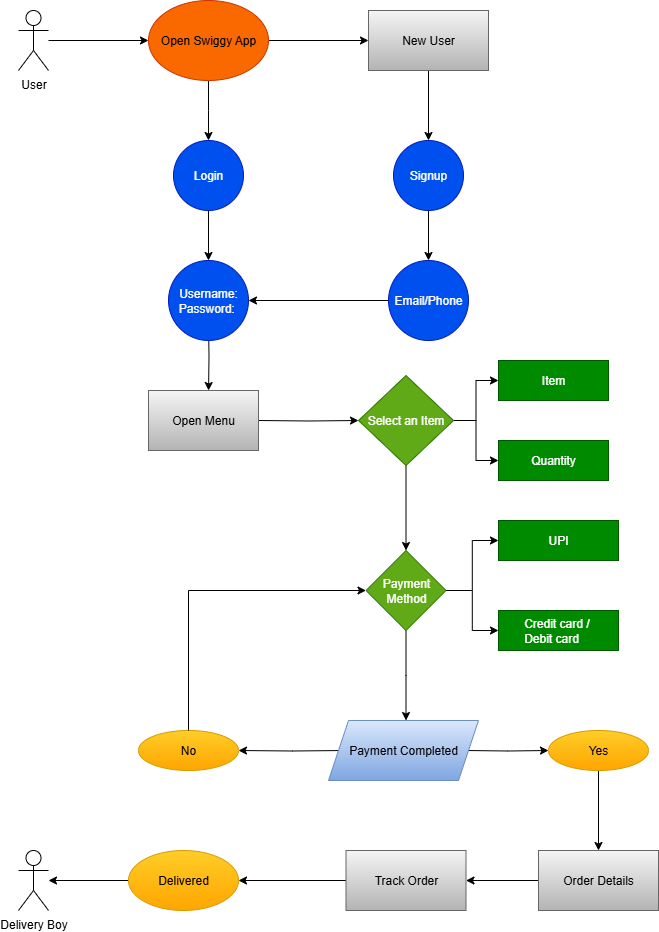 Open Swiggy App
New User
User
Login
Signup
Username:
Password:
Email/Phone
Item
Open Menu
Select an Item
Quantity
UPI
Payment
Method
Credit card /
Debit card
No
Payment Completed
Yes
Delivered
Track Order
Order Details
Delivery Boy